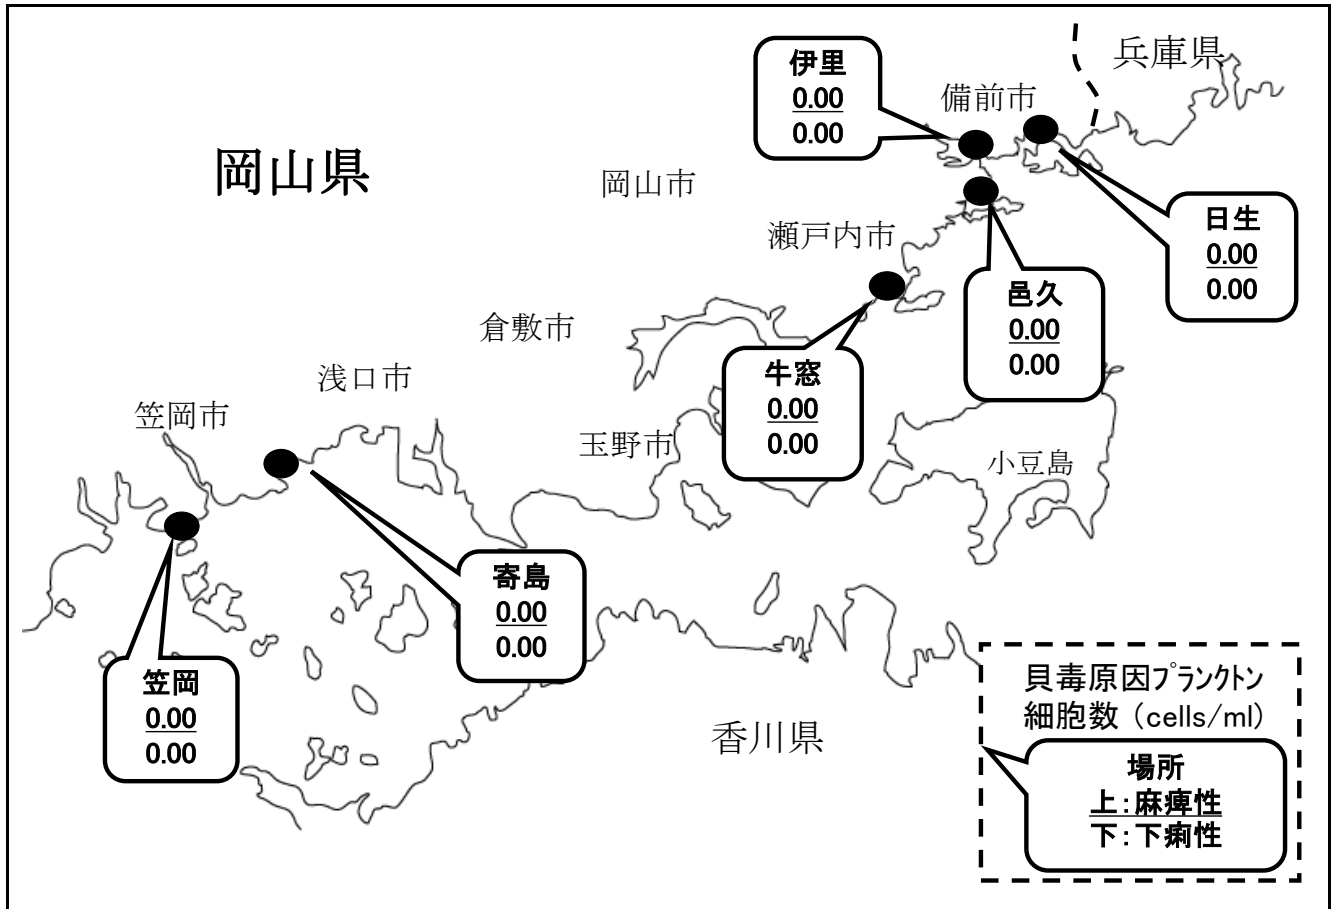 兵庫県
伊里
0.00
0.00
備前市
岡山県
岡山市
日生
0.00
0.00
瀬戸内市
邑久
0.00
0.00
倉敷市
牛窓
0.00
0.00
浅口市
笠岡市
玉野市
小豆島
寄島
0.00
0.00
笠岡
0.00
0.00
香川県
貝毒原因ﾌﾟﾗﾝｸﾄﾝ
細胞数（cells/ml）
場所
上：麻痺性
下：下痢性